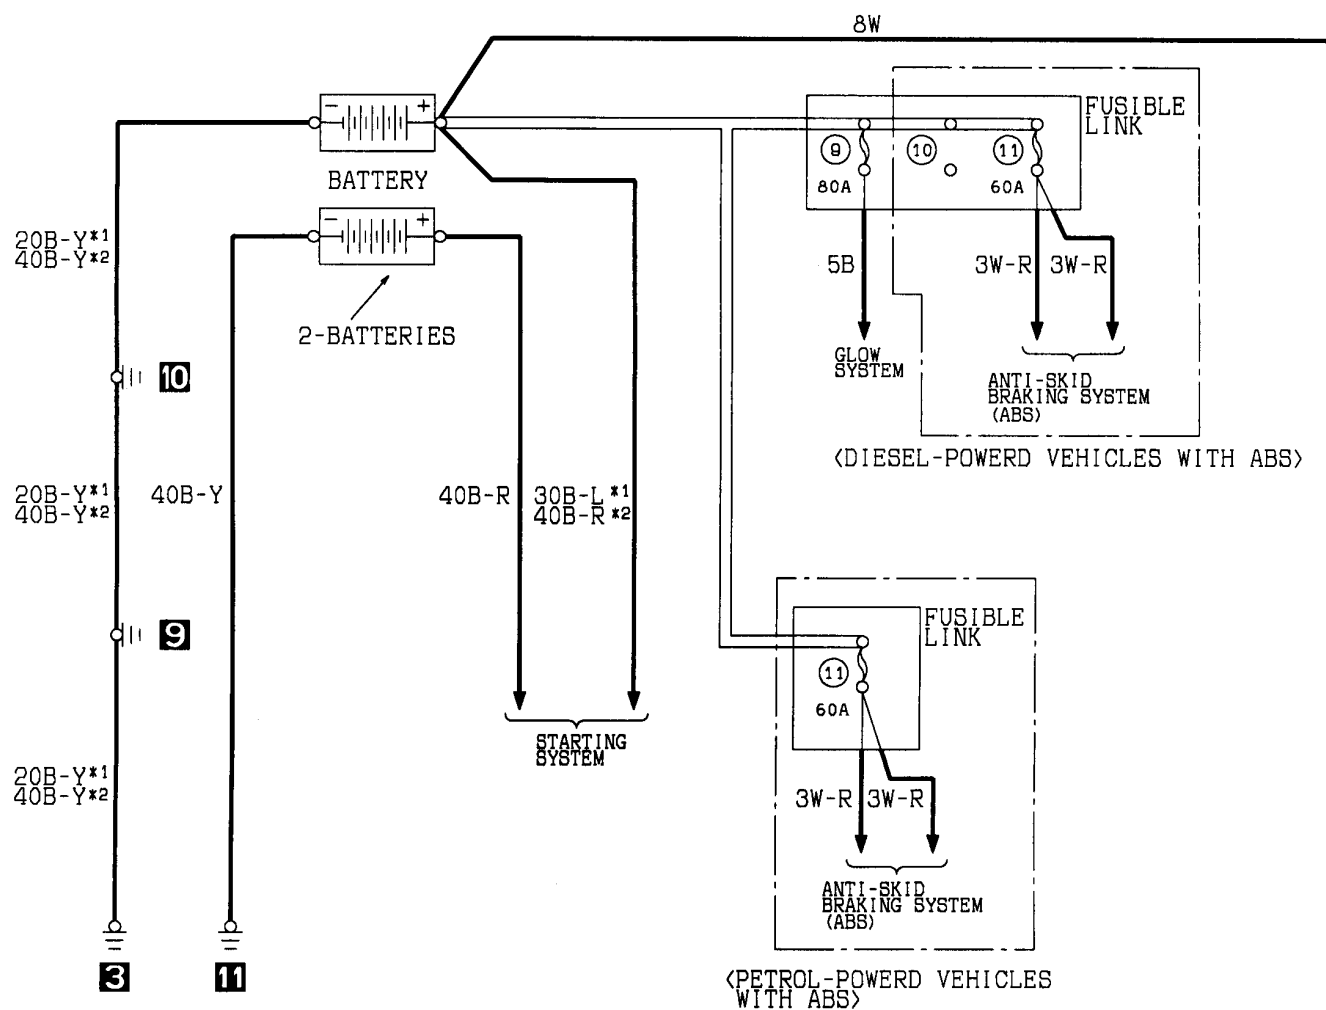 8W
FUSIBLE
LINK
- +
9
10
11
BATTERY
80A
60A
- +
20B-Y*1
40B-Y*2
5B
3W-R
3W-R
2-BATTERIES
GLOW
SYSTEM
10
ANTI-SKID
BRAKING SYSTEM
(ABS)
<DIESEL-POWERD VEHICLES WITH ABS>
20B-Y*1
40B-Y*2
40B-Y
40B-R
30B-L*1
40B-R*2
9
FUSIBLE
LINK
11
60A
STARTING
SYSTEM
20B-Y*1
40B-Y*2
3W-R
3W-R
ANTI-SKID
BRAKING SYSTEM
(ABS)
3
11
<PETROL-POWERD VEHICLES
WITH ABS>